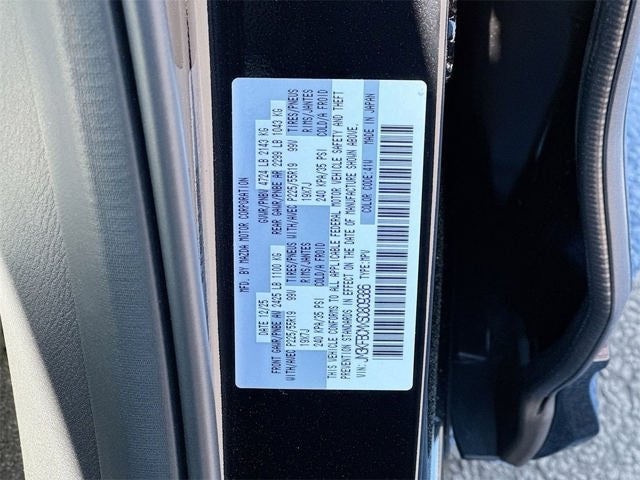 MFD. BY MAZDA MOTOR CORPORATION
DATE 12/25 GVWR/PNBV 4724 LB 2143 KG
FRONT GAWR/PNBE AV 2425 LB 1100 KG REAR GAWR/PNBE AR 2299 LB 1043 KG
WITH/AVEC P225/55R19 99V TIRES/PNEUS WITH/AVEC P225/55R19 99V TIRES/PNEUS
19X7J RIMS/JANTES 19X7J RIMS/JANTES
240 KPA/35 PSI COLD/A FROID 240 KPA/35 PSI COLD/A FROID
THIS VEHICLE CONFORMS TO ALL APPLICABLE FEDERAL MOTOR VEHICLE SAFETY AND THEFT
PREVENTION STANDARDS IN EFFECT ON THE DATE OF MANUFACTURE SHOWN ABOVE.
VIN: TYPE: MPV COLOR CODE: 41W MADE IN JAPAN